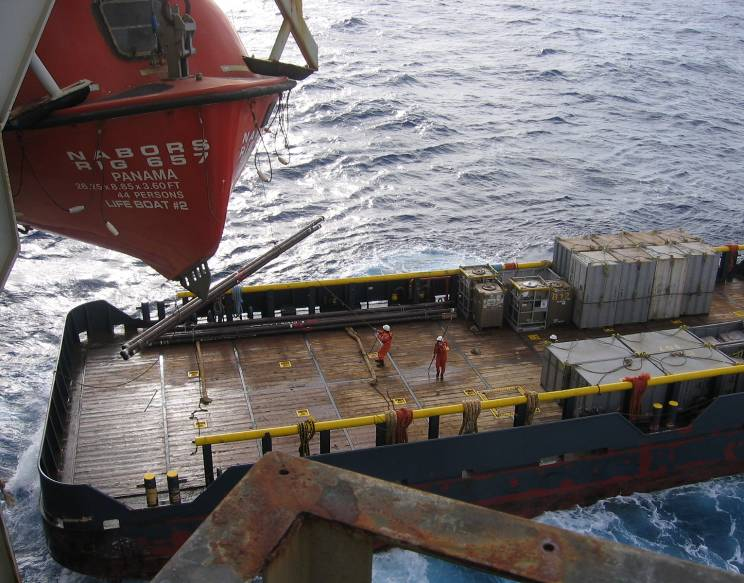 NABORS
RIG 657
PANAMA
28.25 x 8.85 x 3.60 FT
44 PERSONS
LIFE BOAT #2